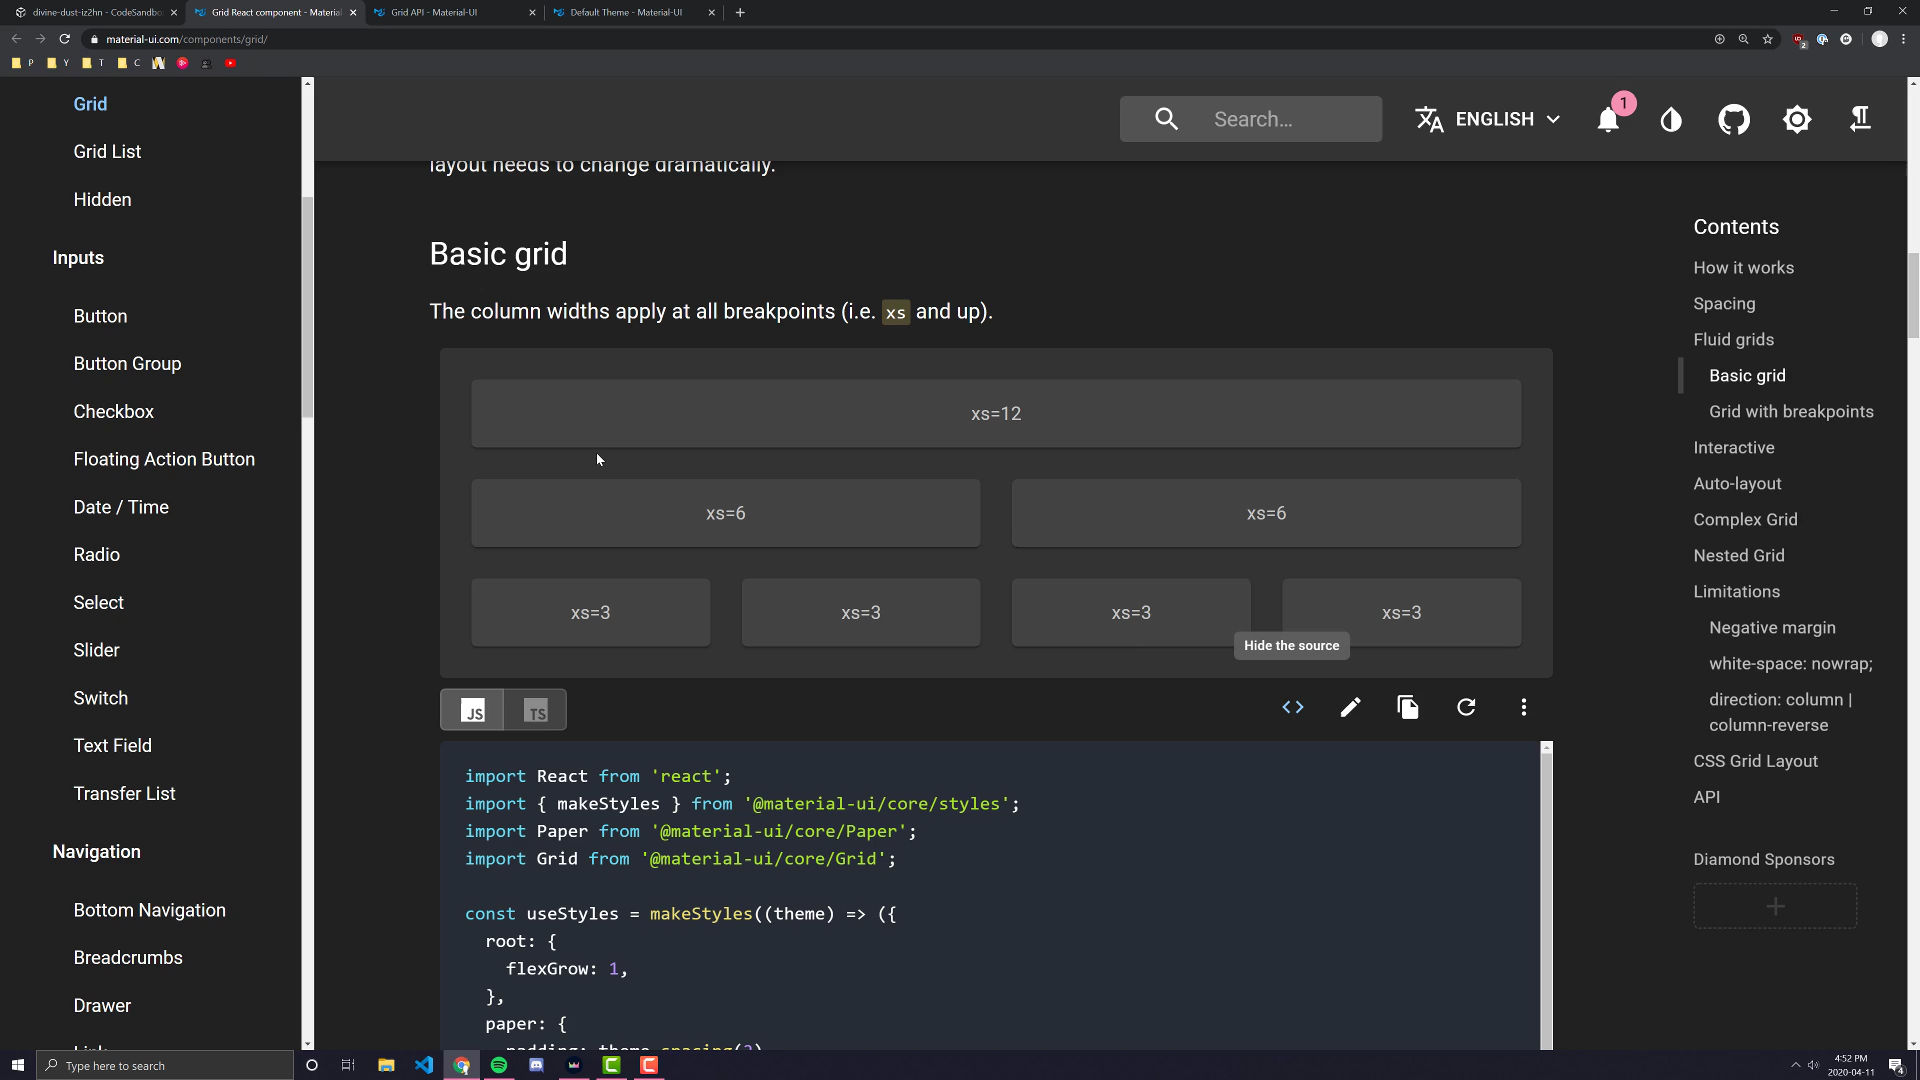 divine-dust-iz2hn - CodeSandbo
Grid React component - Material
Grid API - Material-UI
Default Theme - Material-UI
material-ui.com/components/grid/
2
P
Y
T
C
Grid
Grid List
Hidden
Inputs
Button
Button Group
Checkbox
Floating Action Button
Date / Time
Radio
Select
Slider
Switch
Text Field
Transfer List
Navigation
Bottom Navigation
Breadcrumbs
Drawer
Search…
ENGLISH
1
layout needs to change dramatically.
Basic grid
The column widths apply at all breakpoints (i.e. xs and up).
xs=12
xs=6
xs=6
xs=3
xs=3
xs=3
xs=3
Hide the source
JS
TS
import React from 'react';
import { makeStyles } from '@material-ui/core/styles';
import Paper from '@material-ui/core/Paper';
import Grid from '@material-ui/core/Grid';
const useStyles = makeStyles((theme) => ({
root: {
flexGrow: 1,
},
paper: {
padding: theme.spacing(2),
Contents
How it works
Spacing
Fluid grids
Basic grid
Grid with breakpoints
Interactive
Auto-layout
Complex Grid
Nested Grid
Limitations
Negative margin
white-space: nowrap;
direction: column |
column-reverse
CSS Grid Layout
API
Diamond Sponsors
Type here to search
4:52 PM
2020-04-11
4